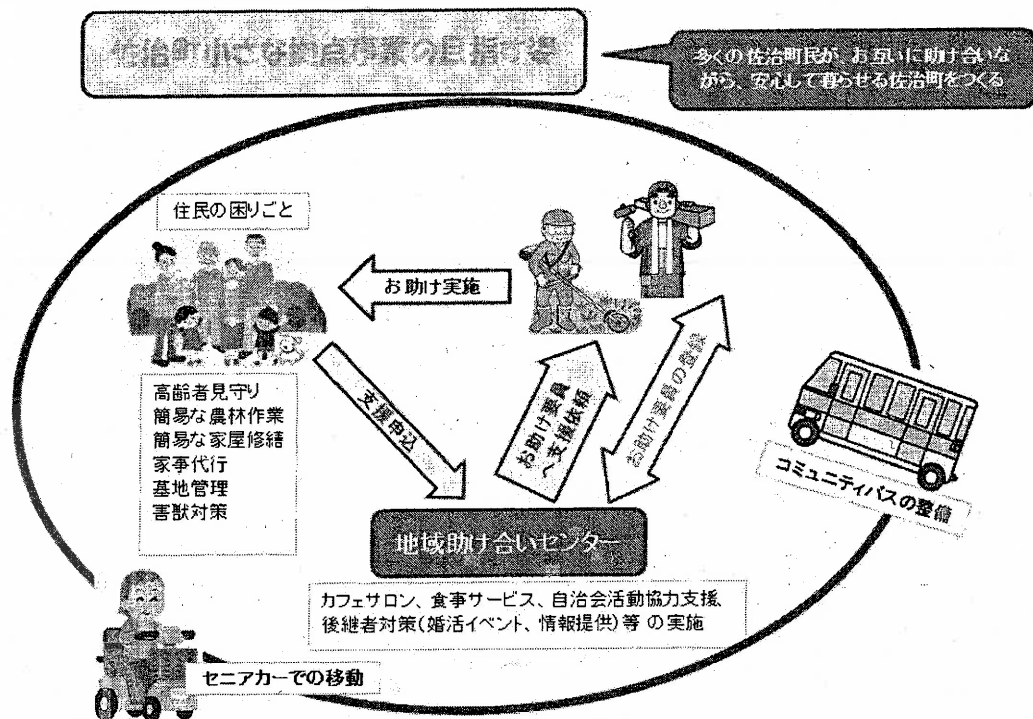 佐治町小さな拠点事業の目指す姿
多くの佐治町民が、お互いに助け合いな
がら、安心して暮らせる佐治町をつくる
住民の困りごと
お助け実施
高齢者見守り
簡易な農林作業
簡易な家屋修繕
家事代行
墓地管理
害獣対策
支援申込
お助け要員
へ支援依頼
お助け要員の登録
コミュニティバスの整備
地域助け合いセンター
カフェサロン、食事サービス、自治会活動協力支援、
後継者対策(婚活イベント、情報提供)等の実施
セニアカーでの移動